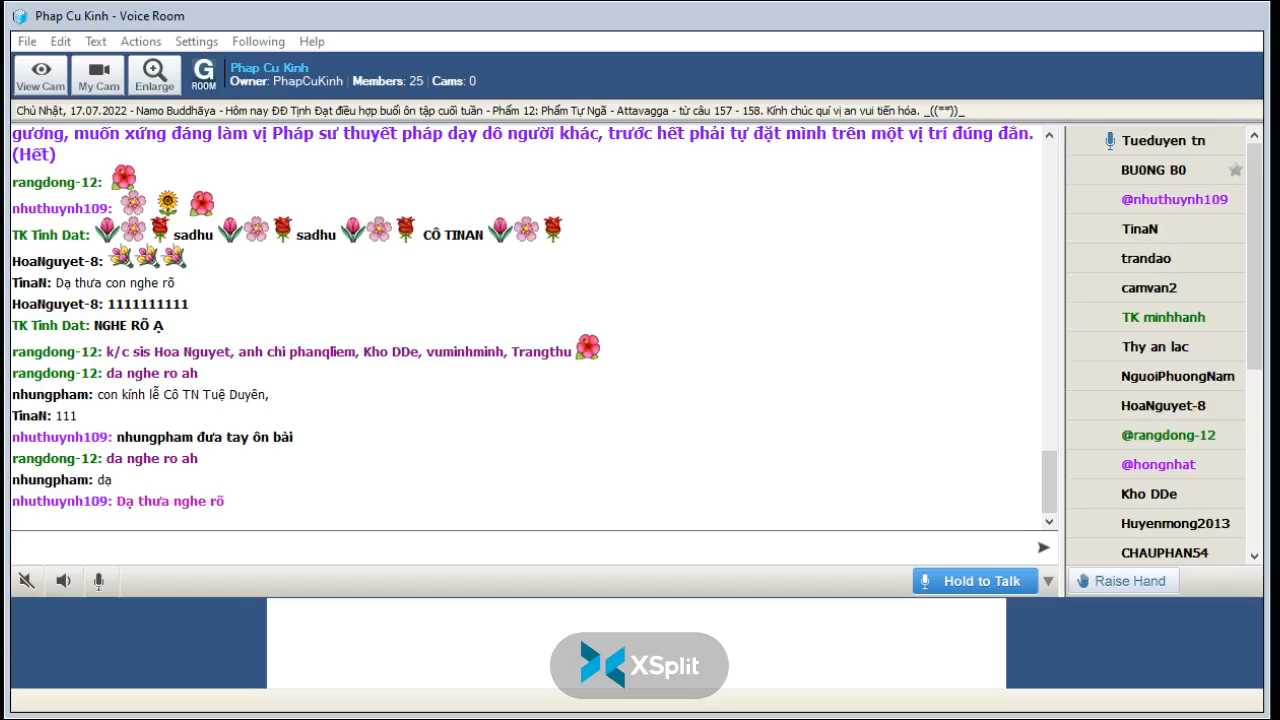 Phap Cu Kinh - Voice Room
File Edit Text Actions Settings Following Help
View Cam My Cam Enlarge G ROOM
Phap Cu Kinh
Owner: PhapCuKinh | Members: 25 | Cams: 0
Chủ Nhật, 17.07.2022 - Namo Buddhāya - Hôm nay ĐĐ Tịnh Đạt điều hợp buổi ôn tập cuối tuần - Phẩm 12: Phẩm Tự Ngã - Attavagga - từ câu 157 - 158. Kính chúc quí vị an vui tiến hóa. _((**))_
gương, muốn xứng đáng làm vị Pháp sư thuyết pháp dạy dỗ người khác, trước hết phải tự đặt mình trên một vị trí đúng đắn.
(Hết)
rangdong-12:
nhuthuynh109:
TK Tinh Dat: sadhu sadhu CÔ TINAN
HoaNguyet-8:
TinaN: Dạ thưa con nghe rõ
HoaNguyet-8: 1111111111
TK Tinh Dat: NGHE RÕ Ạ
rangdong-12: k/c sis Hoa Nguyet, anh chi phanqliem, Kho DDe, vuminhminh, Trangthu
rangdong-12: da nghe ro ah
nhungpham: con kính lễ Cô TN Tuệ Duyên,
TinaN: 111
nhuthuynh109: nhungpham đưa tay ôn bài
rangdong-12: da nghe ro ah
nhungpham: dạ
nhuthuynh109: Dạ thưa nghe rõ
Tueduyen tn
BU0NG B0
@nhuthuynh109
TinaN
trandao
camvan2
TK minhhanh
Thy an lac
NguoiPhuongNam
HoaNguyet-8
@rangdong-12
@hongnhat
Kho DDe
Huyenmong2013
CHAUPHAN54
Hold to Talk
Raise Hand
XSplit